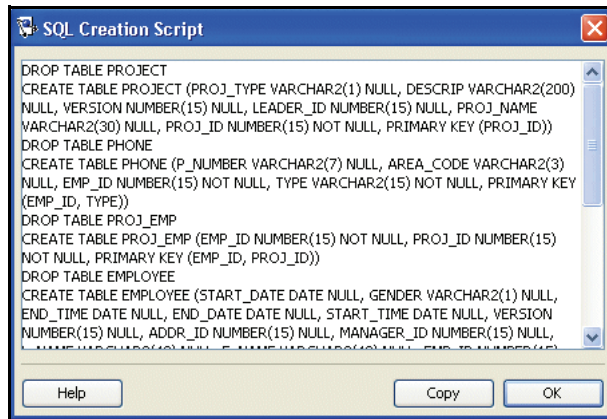 SQL Creation Script
DROP TABLE PROJECT
CREATE TABLE PROJECT (PROJ_TYPE VARCHAR2(1) NULL, DESCRIP VARCHAR2(200)
NULL, VERSION NUMBER(15) NULL, LEADER_ID NUMBER(15) NULL, PROJ_NAME
VARCHAR2(30) NULL, PROJ_ID NUMBER(15) NOT NULL, PRIMARY KEY (PROJ_ID))
DROP TABLE PHONE
CREATE TABLE PHONE (P_NUMBER VARCHAR2(7) NULL, AREA_CODE VARCHAR2(3)
NULL, EMP_ID NUMBER(15) NOT NULL, TYPE VARCHAR2(15) NOT NULL, PRIMARY KEY
(EMP_ID, TYPE))
DROP TABLE PROJ_EMP
CREATE TABLE PROJ_EMP (EMP_ID NUMBER(15) NOT NULL, PROJ_ID NUMBER(15)
NOT NULL, PRIMARY KEY (EMP_ID, PROJ_ID))
DROP TABLE EMPLOYEE
CREATE TABLE EMPLOYEE (START_DATE DATE NULL, GENDER VARCHAR2(1) NULL,
END_TIME DATE NULL, END_DATE DATE NULL, START_TIME DATE NULL, VERSION
NUMBER(15) NULL, ADDR_ID NUMBER(15) NULL, MANAGER_ID NUMBER(15) NULL,
Help
Copy
OK